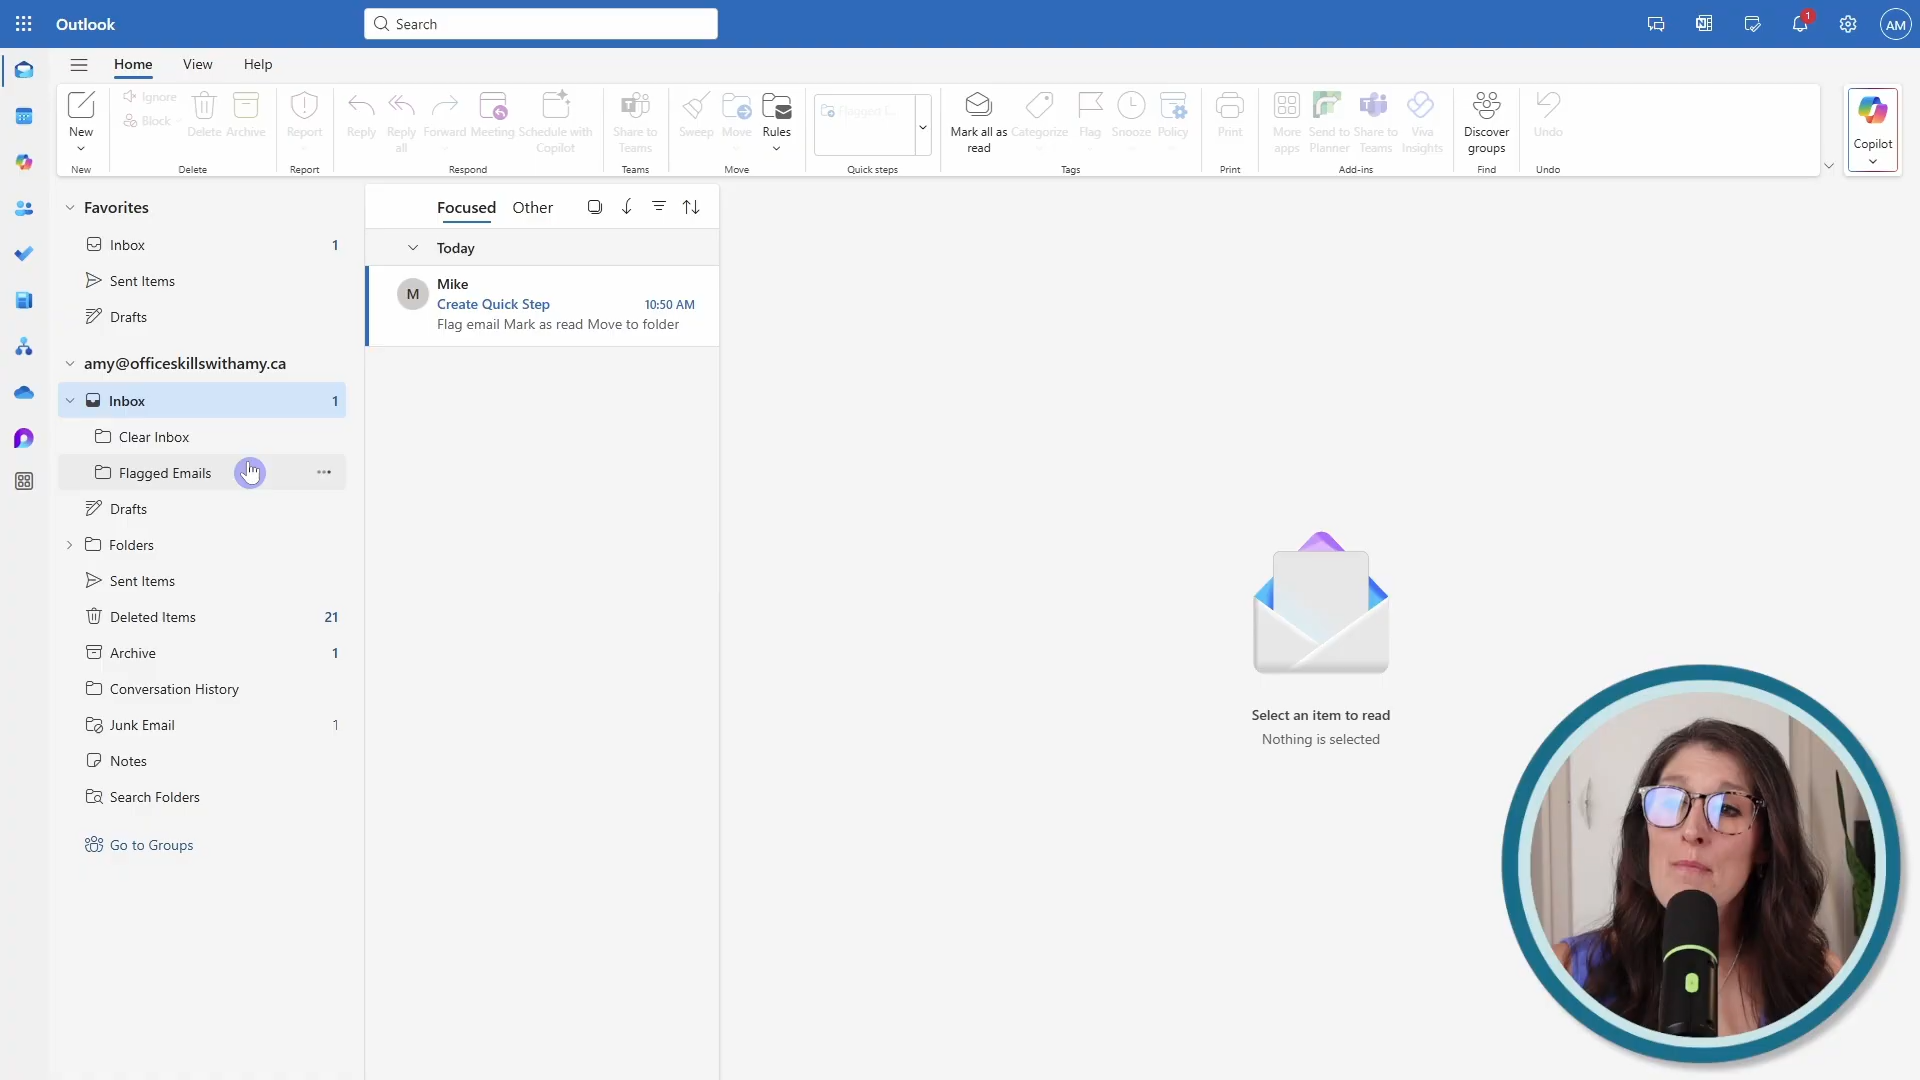 Outlook
Search
1
AM
Home View Help
New
Ignore
Block
Delete
Archive
Delete
Report
Report
Reply
Reply all
Forward
Meeting
Schedule with Copilot
Respond
Share to Teams
Teams
Sweep
Move
Rules
Move
Flagged E...
Quick steps
Mark all as read
Categorize
Flag
Snooze
Policy
Tags
Print
Print
More apps
Send to Planner
Share to Teams
Viva Insights
Add-ins
Discover groups
Find
Undo
Undo
New
Copilot
Favorites
Inbox 1
Sent Items
Drafts
amy@officeskillswithamy.ca
Inbox 1
Clear Inbox
Flagged Emails
Drafts
Folders
Sent Items
Deleted Items 21
Archive 1
Conversation History
Junk Email 1
Notes
Search Folders
Go to Groups
Focused Other
Today
M
Mike
Create Quick Step 10:50 AM
Flag email Mark as read Move to folder
Select an item to read
Nothing is selected